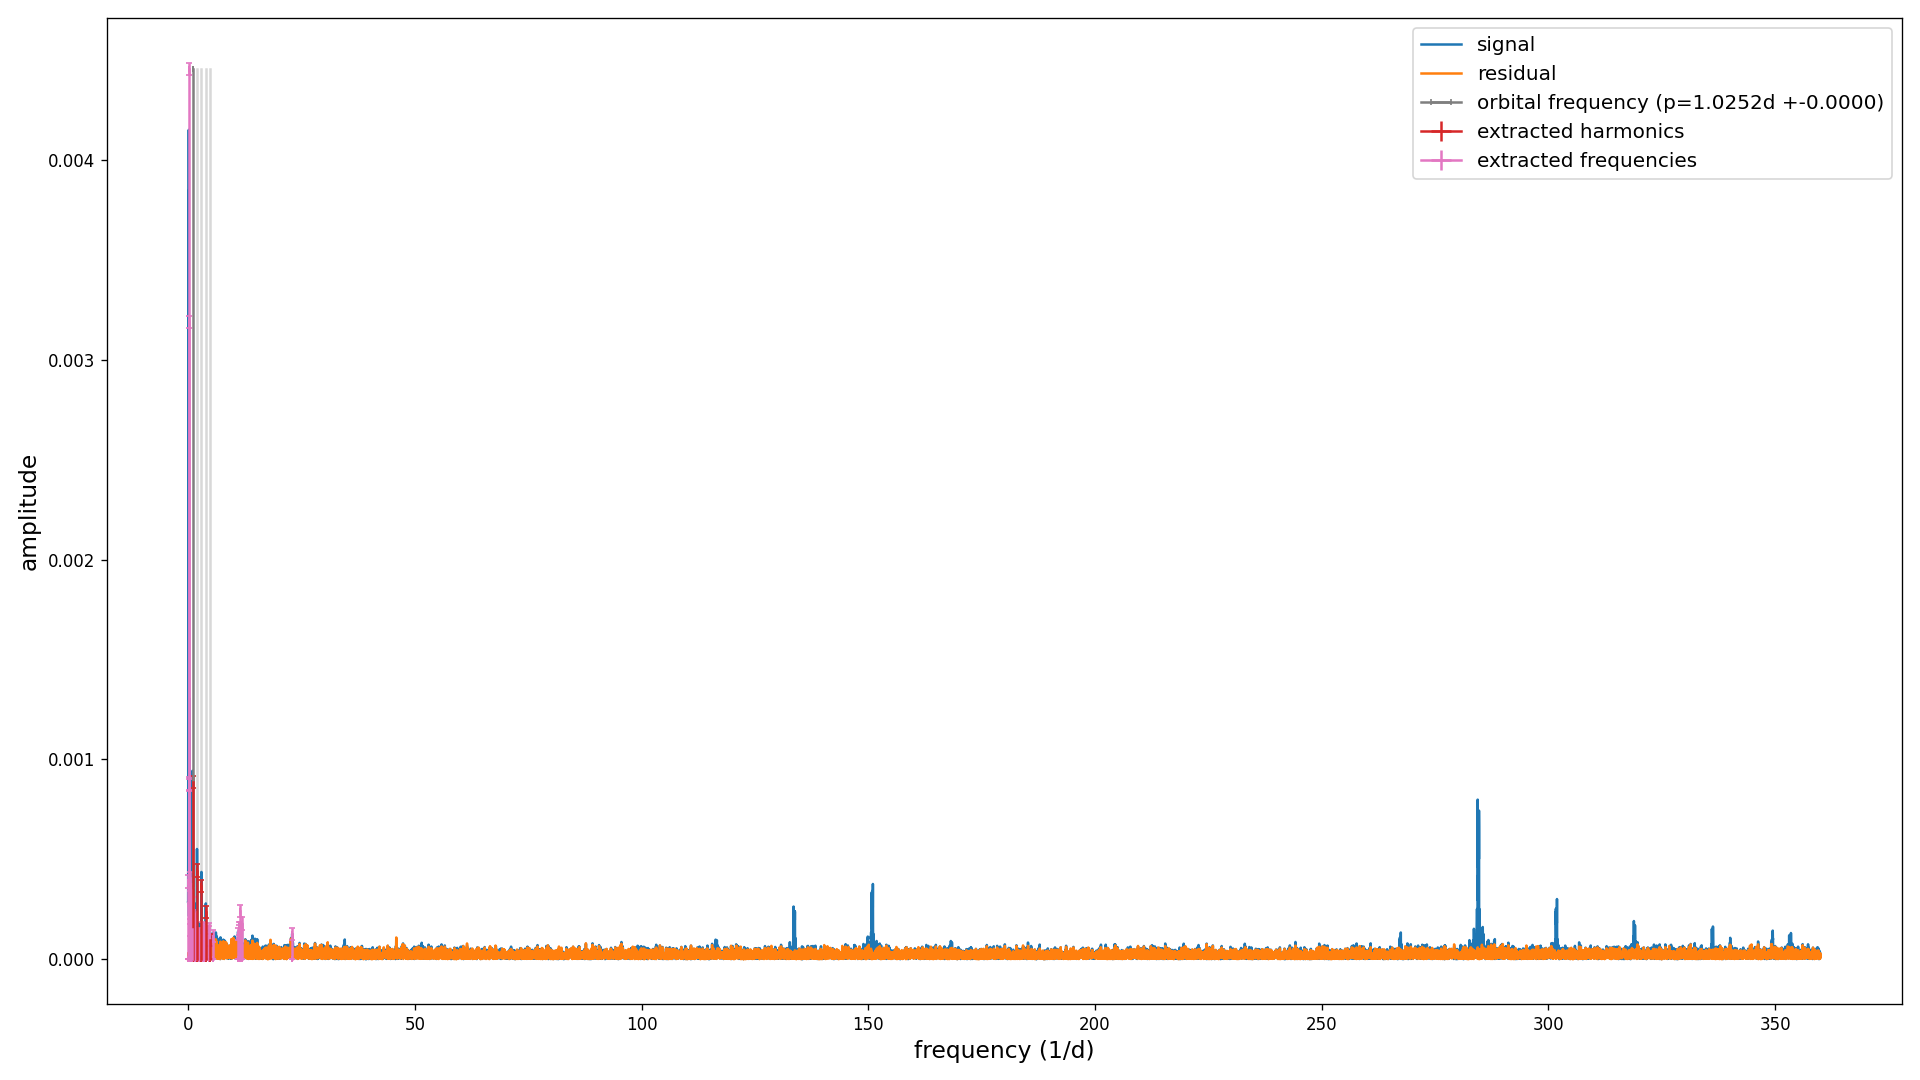 signal
residual
orbital frequency (p=1.0252d +-0.0000)
extracted harmonics
extracted frequencies
0.004
0.003
0.002
0.001
0.000
amplitude
0 50 100 150 200 250 300 350
frequency (1/d)